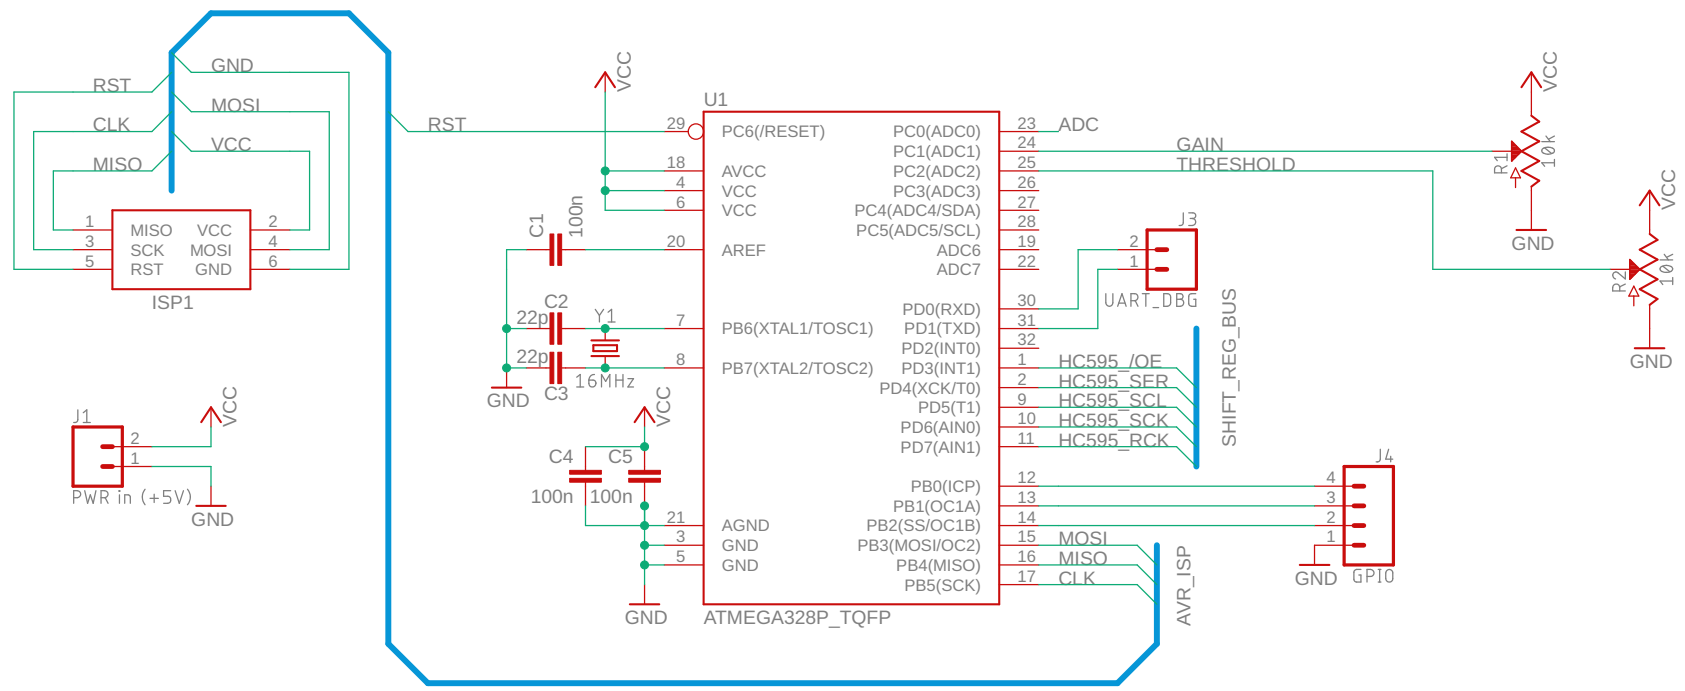 RST
CLK
MISO
GND
MOSI
VCC
1 MISO VCC 2
3 SCK MOSI 4
5 RST GND 6
ISP1
J1
2
1
VCC
PWR in (+5V)
GND
RST
VCC
U1
29 PC6(/RESET)
18 AVCC
4 VCC
6 VCC
20 AREF
7 PB6(XTAL1/TOSC1)
8 PB7(XTAL2/TOSC2)
21 AGND
3 GND
5 GND
C1
100n
C2
22p
Y1
22p
16MHz
C3
GND
VCC
C4 C5
100n 100n
GND
PC0(ADC0) 23 ADC
PC1(ADC1) 24 GAIN
PC2(ADC2) 25 THRESHOLD
PC3(ADC3) 26
PC4(ADC4/SDA) 27
PC5(ADC5/SCL) 28
ADC6 19
ADC7 22
PD0(RXD) 30
PD1(TXD) 31
PD2(INT0) 32
PD3(INT1) 1 HC595_/OE
PD4(XCK/T0) 2 HC595_SER
PD5(T1) 9 HC595_SCL
PD6(AIN0) 10 HC595_SCK
PD7(AIN1) 11 HC595_RCK
PB0(ICP) 12
PB1(OC1A) 13
PB2(SS/OC1B) 14
PB3(MOSI/OC2) 15 MOSI
PB4(MISO) 16 MISO
PB5(SCK) 17 CLK
ATMEGA328P_TQFP
J3
2
1
UART_DBG
SHIFT_REG_BUS
AVR_ISP
J4
4
3
2
1
GND
GPIO
VCC
R1
10k
GND
VCC
R2
10k
GND